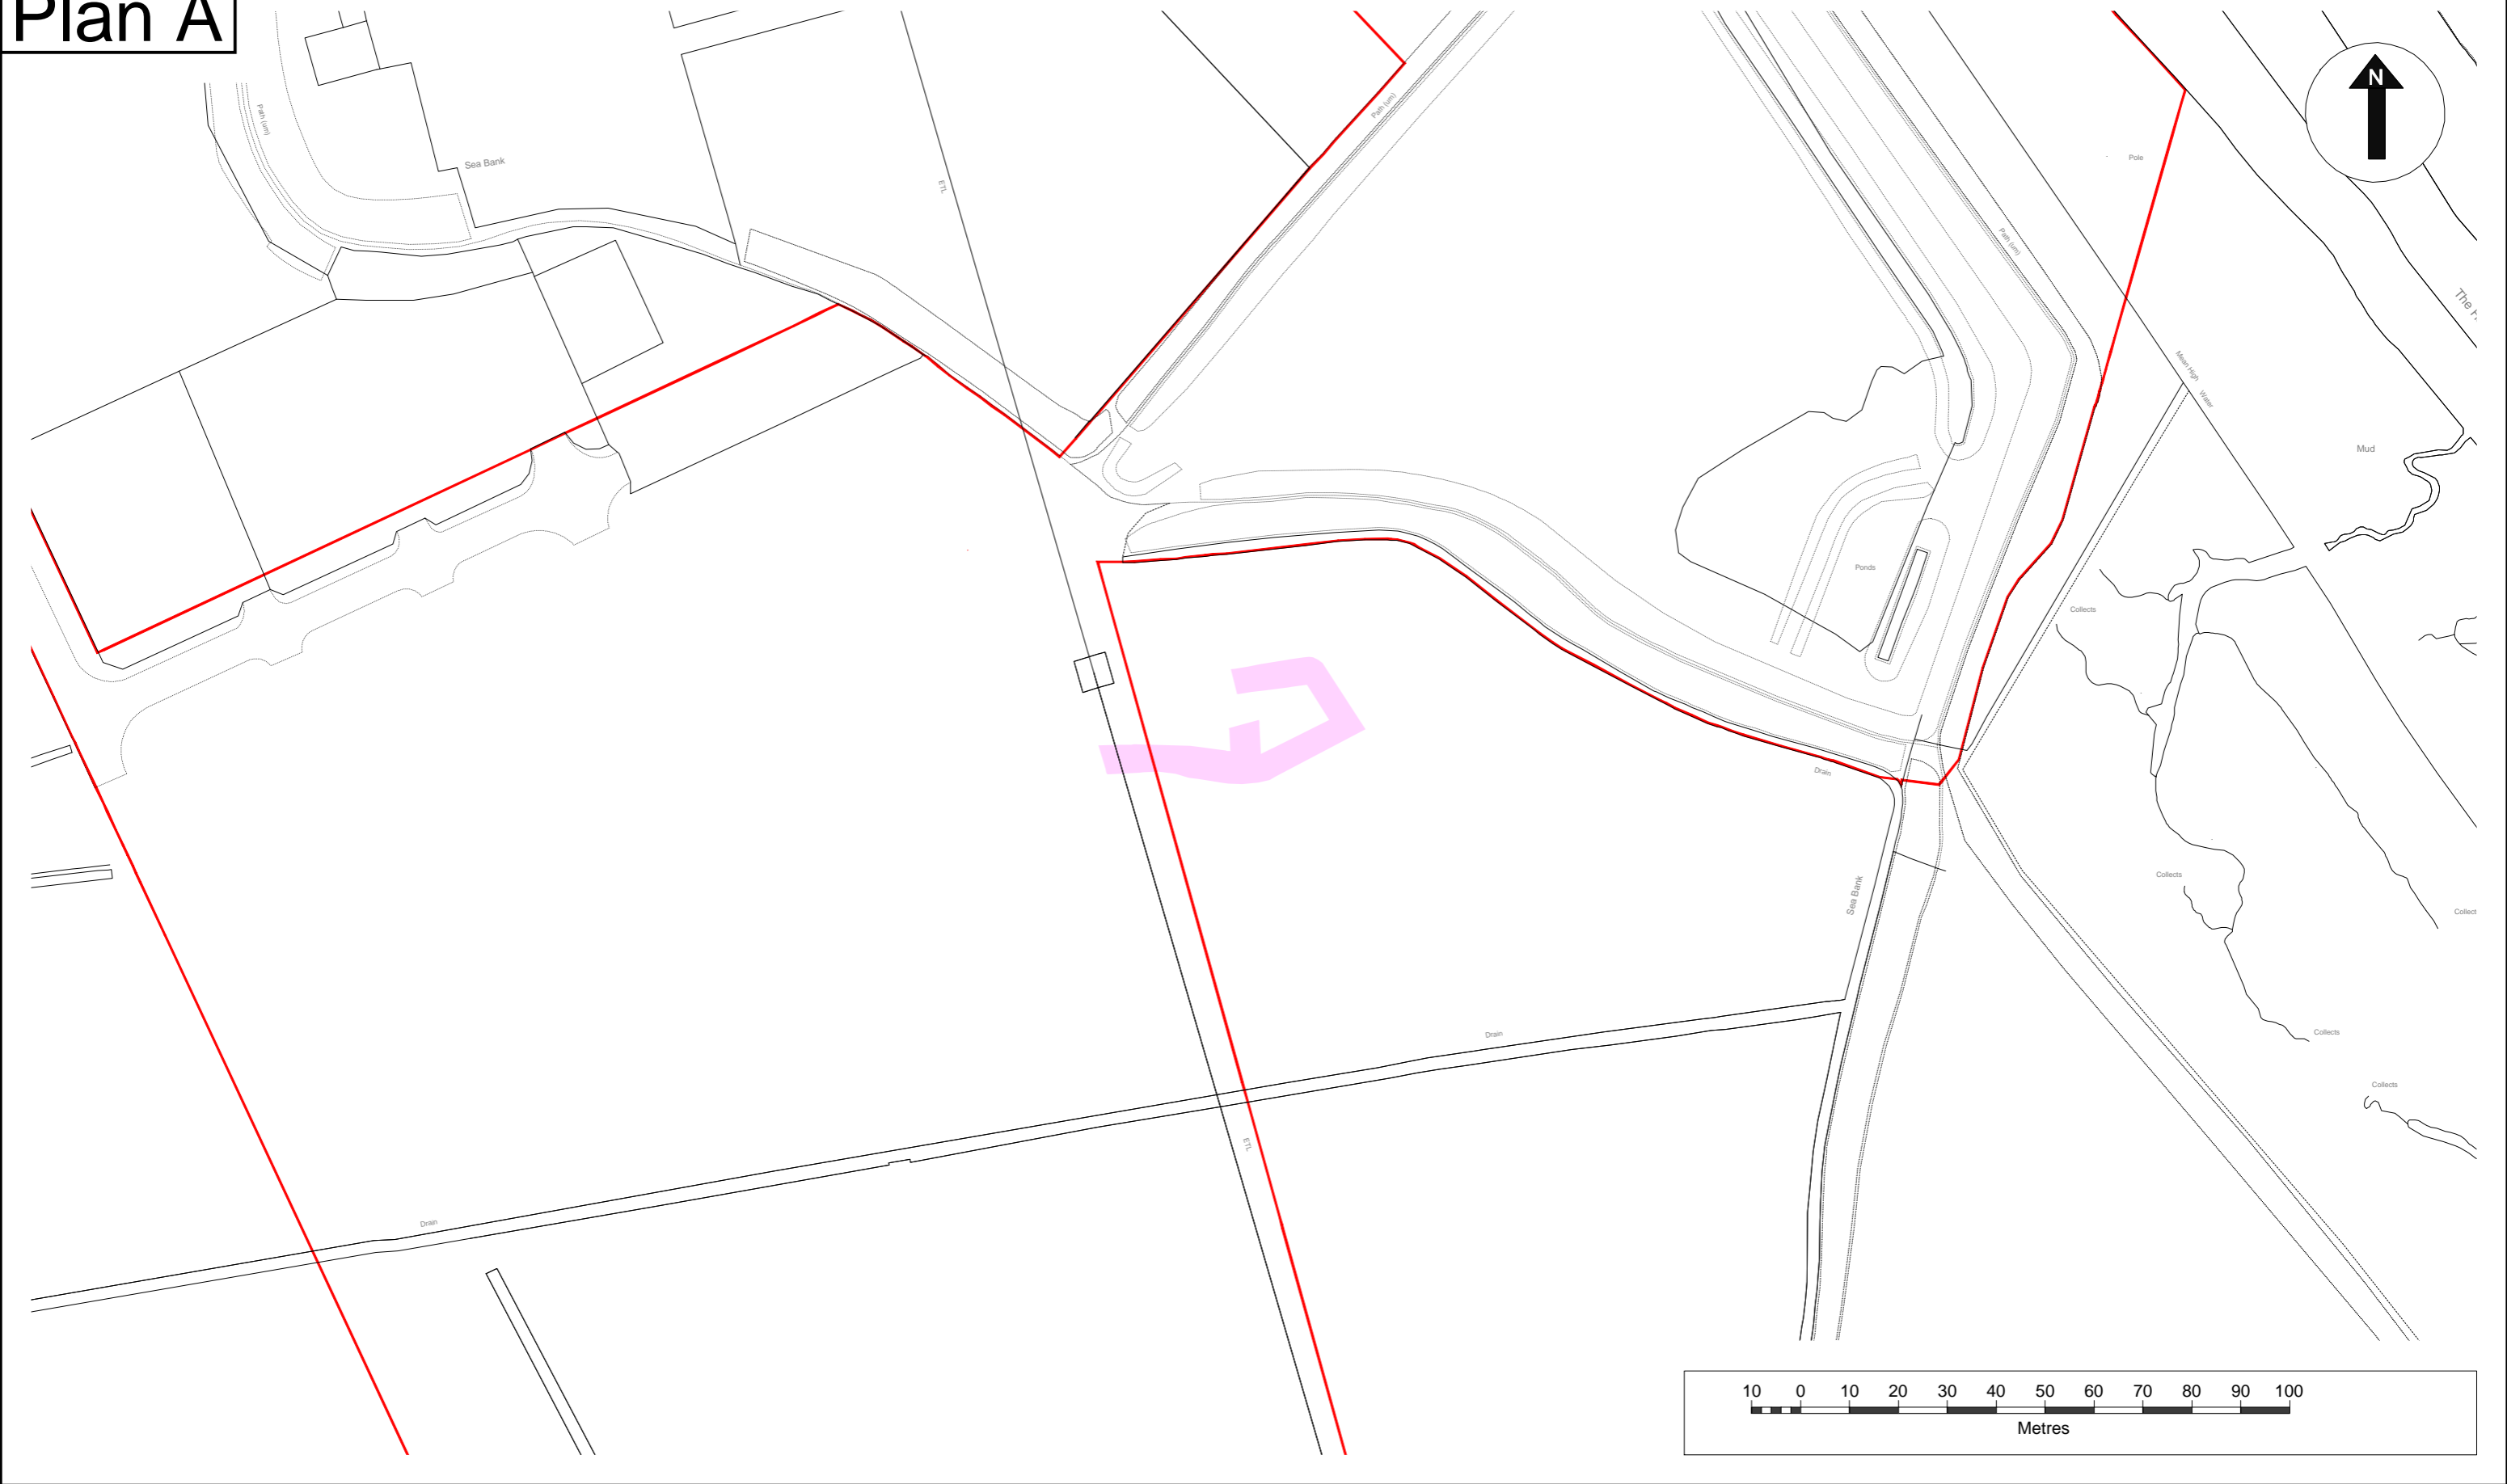 Plan A
N
Path (um)
Sea Bank
ETL
Path (um)
Pole
Path (um)
Mean High
Water
Mud
Ponds
Collects
Drain
Sea Bank
Collects
Collect
Drain
Collects
Collects
ETL
Drain
10 0 10 20 30 40 50 60 70 80 90 100
Metres
The